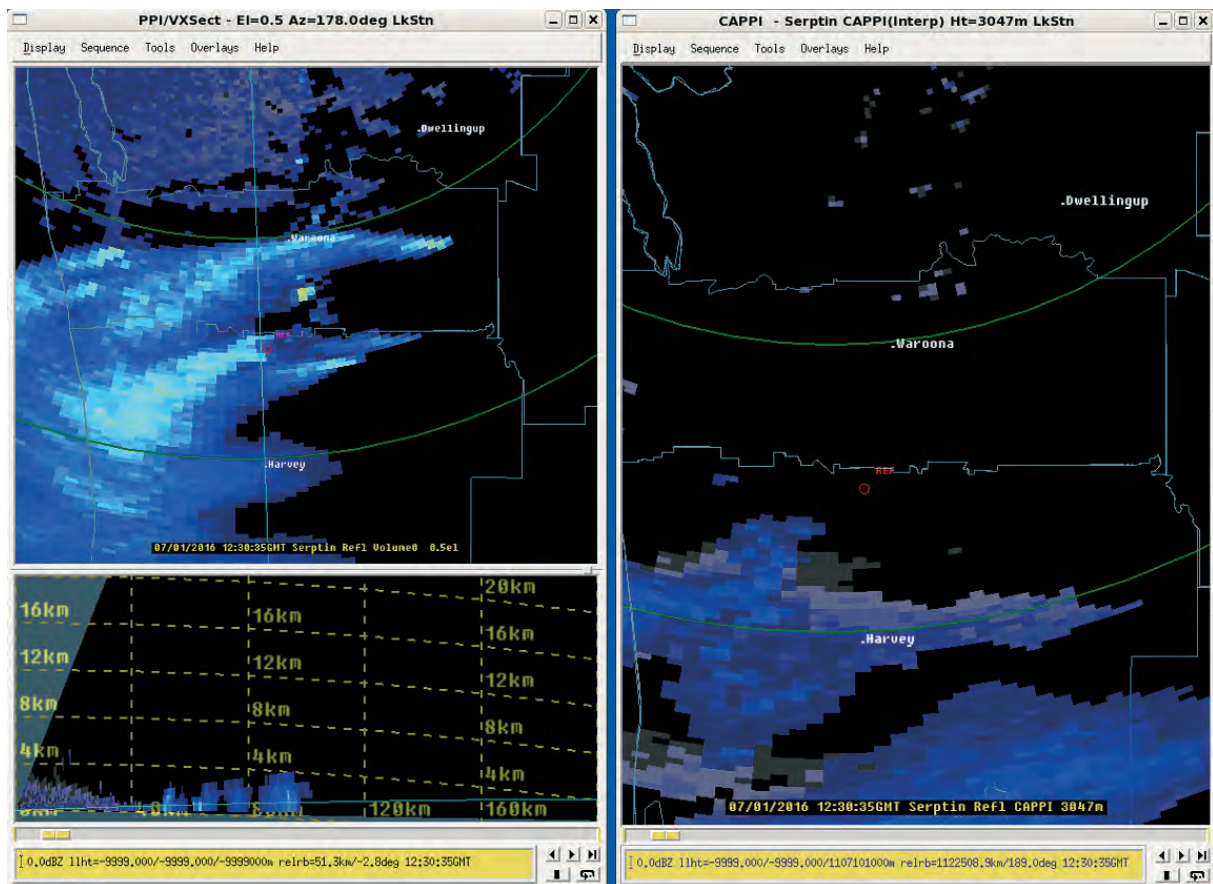 PPI/VXSect - El=0.5 Az=178.0deg LkStn
Display Sequence Tools Overlays Help
.Dwellingup
.Waroona
REF
.Harvey
07/01/2016 12:30:35GMT Serptin Refl Volume0 0.5el
20km
16km 16km 16km
12km 12km 12km
8km 8km 8km
4km 4km 4km
0km 40km 80km 120km 160km
0.0dBZ llht=-9999.000/-9999.000/-9999000m relrb=51.3km/-2.8deg 12:30:35GMT
CAPPI - Serptin CAPPI(Interp) Ht=3047m LkStn
Display Sequence Tools Overlays Help
.Dwellingup
.Waroona
REF
.Harvey
07/01/2016 12:30:35GMT Serptin Refl CAPPI 3047m
0.0dBZ llht=-9999.000/-9999.000/1107101000m relrb=1122508.9km/189.0deg 12:30:35GMT